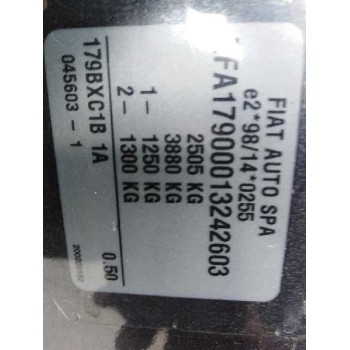 FIAT AUTO SPA
e2*98/14*0255
FA17900013242603
2505 KG
3880 KG
1- 1250 KG
2- 1300 KG
179BXC1B 1A
045603 - 1
0.50